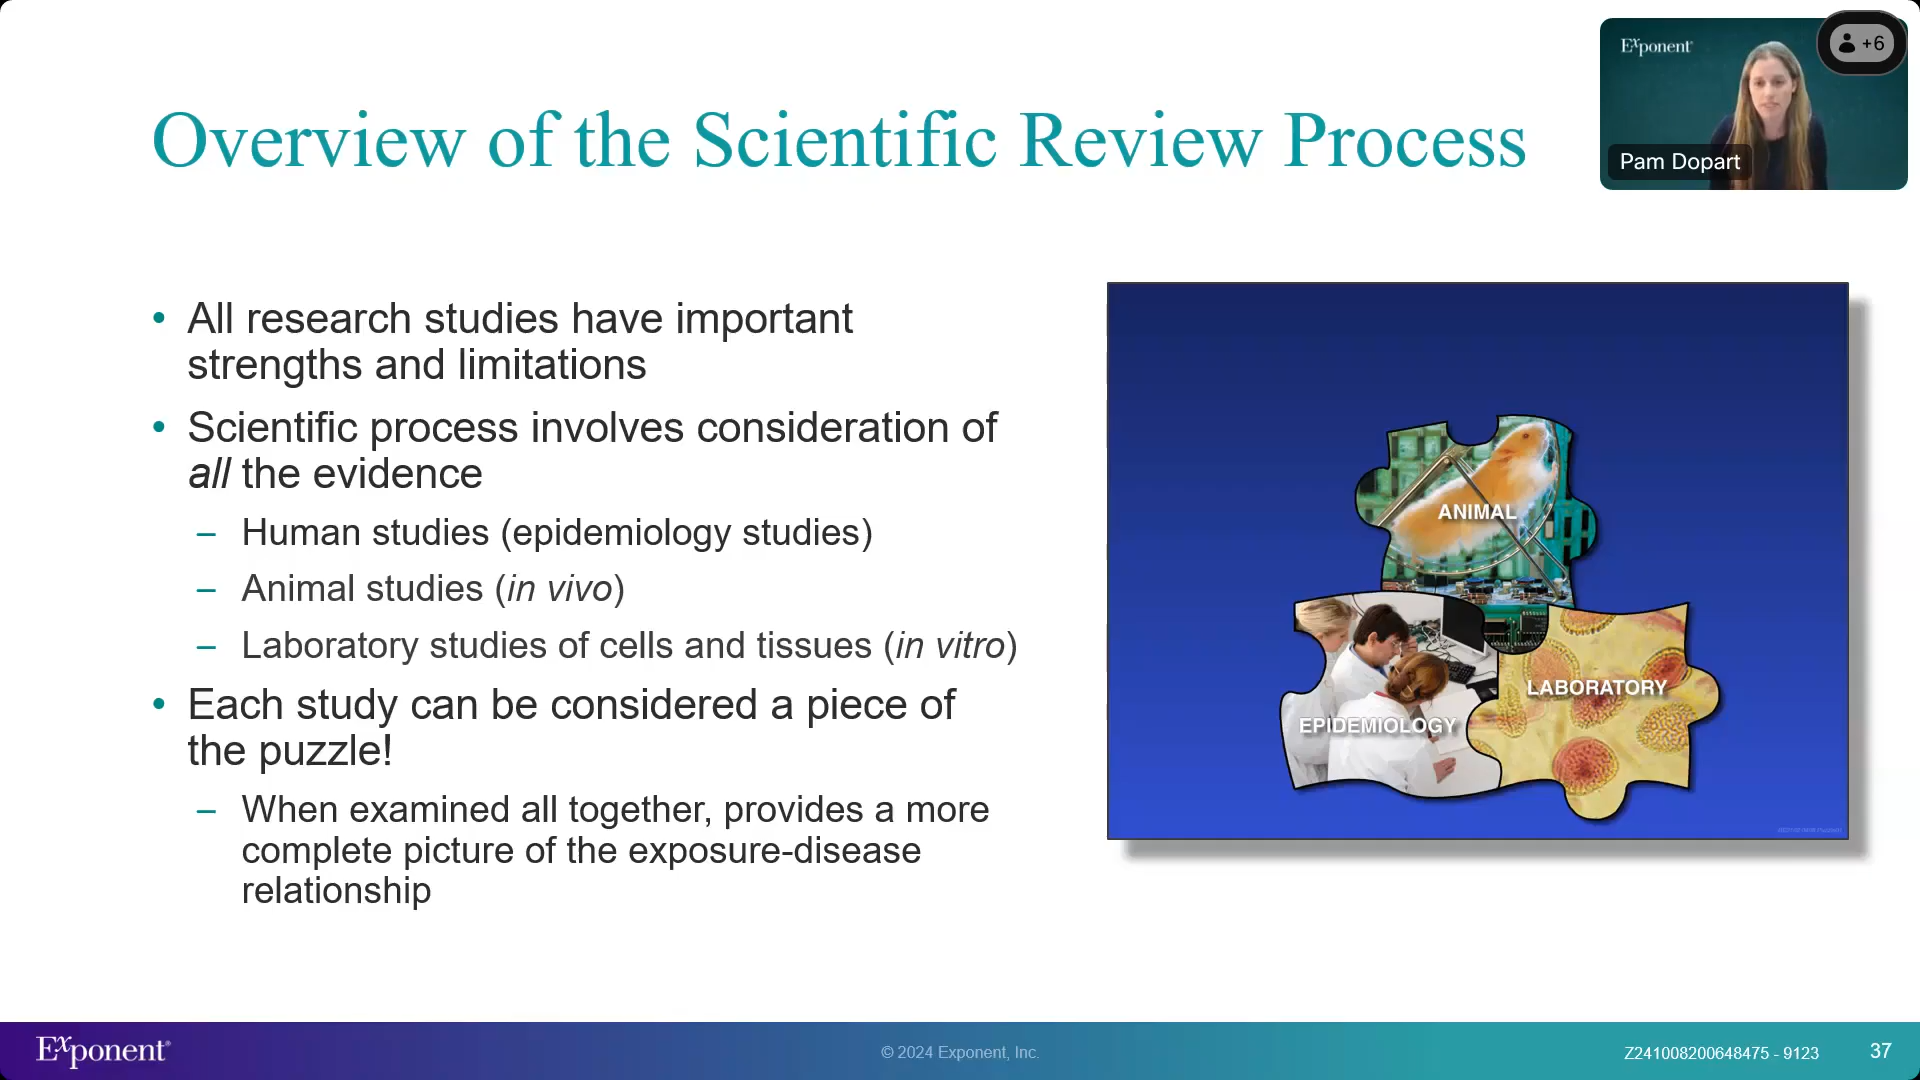 Overview of the Scientific Review Process
Exponent®
+6
Pam Dopart
• All research studies have important
strengths and limitations
• Scientific process involves consideration of
all the evidence
– Human studies (epidemiology studies)
– Animal studies (in vivo)
– Laboratory studies of cells and tissues (in vitro)
• Each study can be considered a piece of
the puzzle!
– When examined all together, provides a more
complete picture of the exposure-disease
relationship
ANIMAL
LABORATORY
EPIDEMIOLOGY
Exponent®
© 2024 Exponent, Inc.
Z241008200648475 - 9123
37